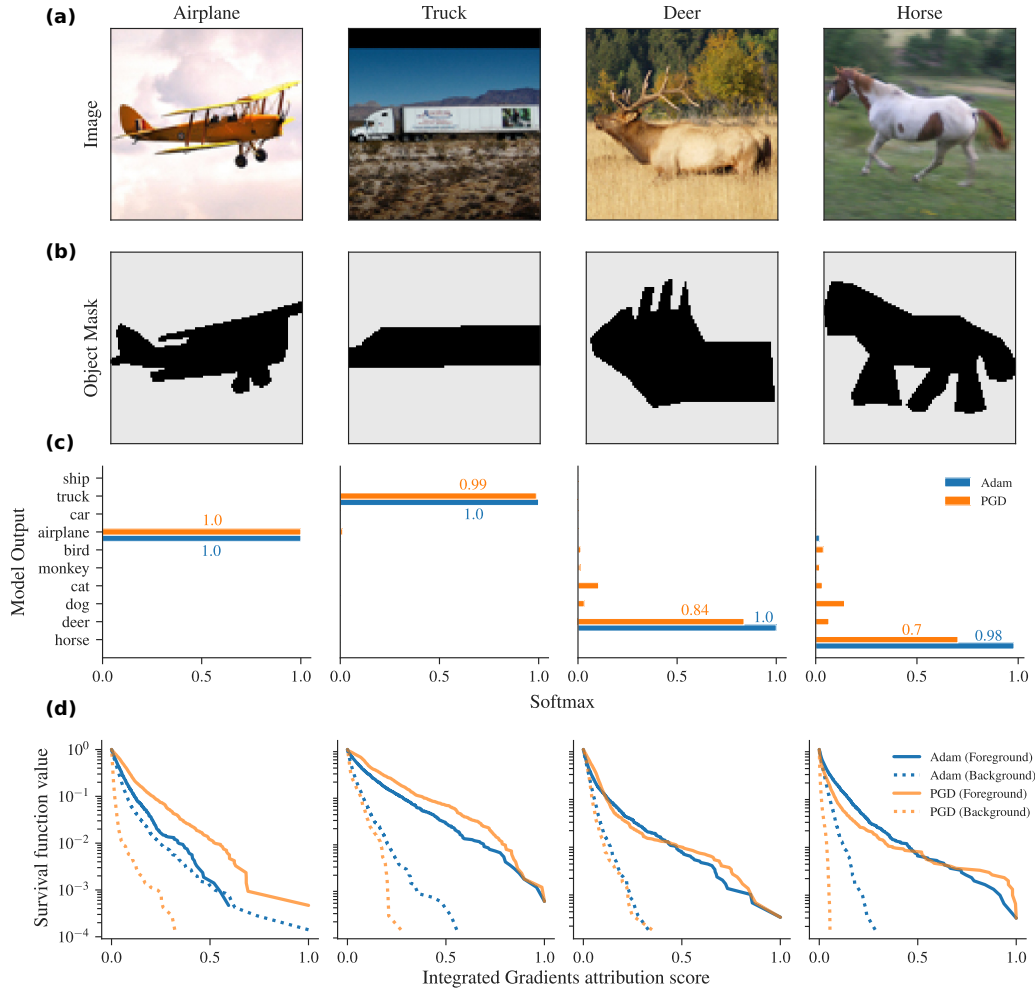 (a)
Airplane Truck Deer Horse
Image
(b)
Object Mask
(c)
Model Output
ship
truck
car
airplane
bird
monkey
cat
dog
deer
horse
1.0
1.0
0.99
1.0
0.84
1.0
0.7
0.98
Adam
PGD
0.0 0.5 1.0 0.0 0.5 1.0 0.0 0.5 1.0 0.0 0.5 1.0
Softmax
(d)
Survival function value
10⁰
10⁻¹
10⁻²
10⁻³
10⁻⁴
Adam (Foreground)
Adam (Background)
PGD (Foreground)
PGD (Background)
0.0 0.5 1.0 0.0 0.5 1.0 0.0 0.5 1.0 0.0 0.5 1.0
Integrated Gradients attribution score